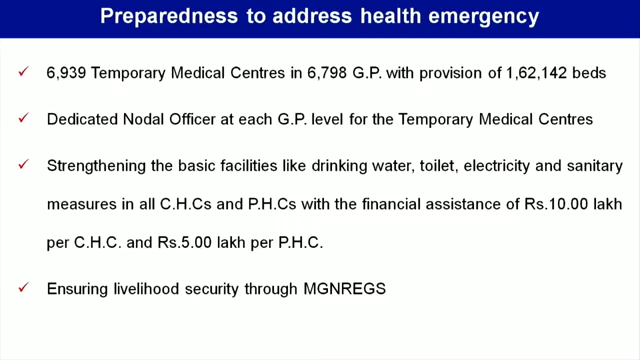 Preparedness to address health emergency
✓ 6,939 Temporary Medical Centres in 6,798 G.P. with provision of 1,62,142 beds
✓ Dedicated Nodal Officer at each G.P. level for the Temporary Medical Centres
✓ Strengthening the basic facilities like drinking water, toilet, electricity and sanitary
measures in all C.H.Cs and P.H.Cs with the financial assistance of Rs.10.00 lakh
per C.H.C. and Rs.5.00 lakh per P.H.C.
✓ Ensuring livelihood security through MGNREGS